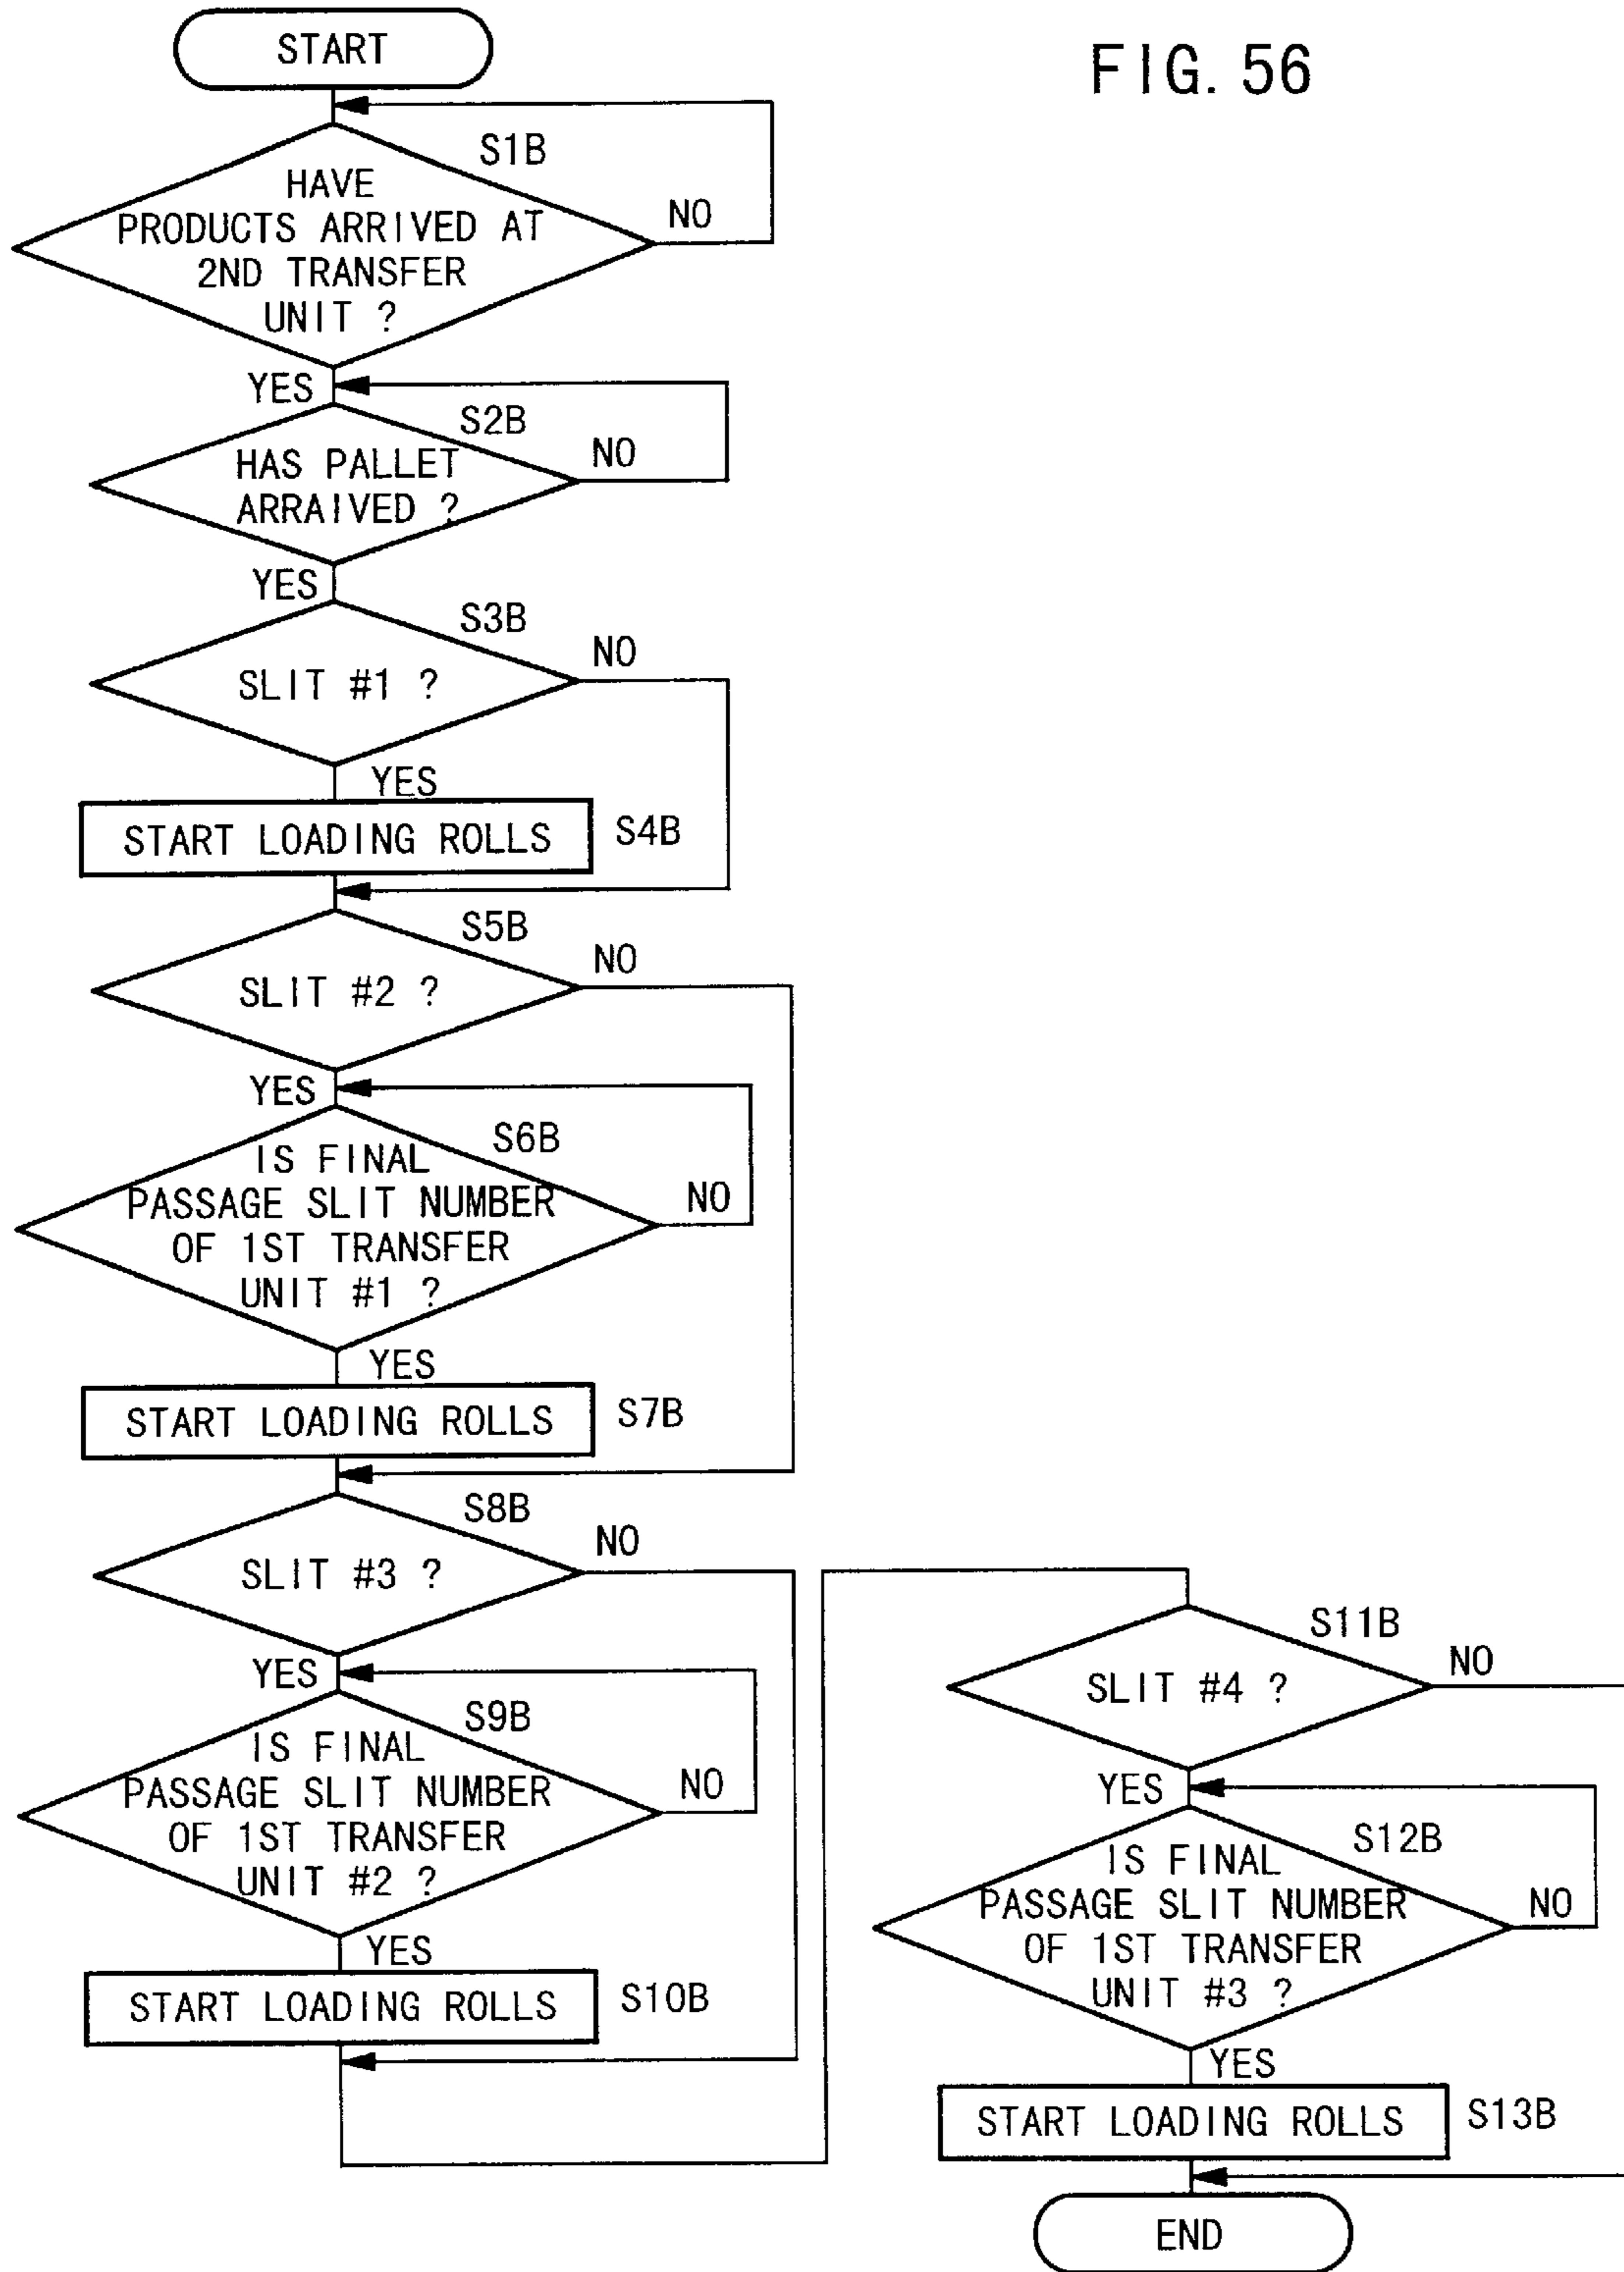 FIG. 56
START
S1B
HAVE
PRODUCTS ARRIVED AT
2ND TRANSFER
UNIT ?
NO
YES
S2B
HAS PALLET
ARRAIVED ?
NO
YES
S3B
SLIT #1 ?
NO
YES
START LOADING ROLLS
S4B
S5B
SLIT #2 ?
NO
YES
S6B
IS FINAL
PASSAGE SLIT NUMBER
OF 1ST TRANSFER
UNIT #1 ?
NO
YES
START LOADING ROLLS
S7B
S8B
SLIT #3 ?
NO
YES
S9B
IS FINAL
PASSAGE SLIT NUMBER
OF 1ST TRANSFER
UNIT #2 ?
NO
YES
START LOADING ROLLS
S10B
S11B
SLIT #4 ?
NO
YES
S12B
IS FINAL
PASSAGE SLIT NUMBER
OF 1ST TRANSFER
UNIT #3 ?
NO
YES
START LOADING ROLLS
S13B
END